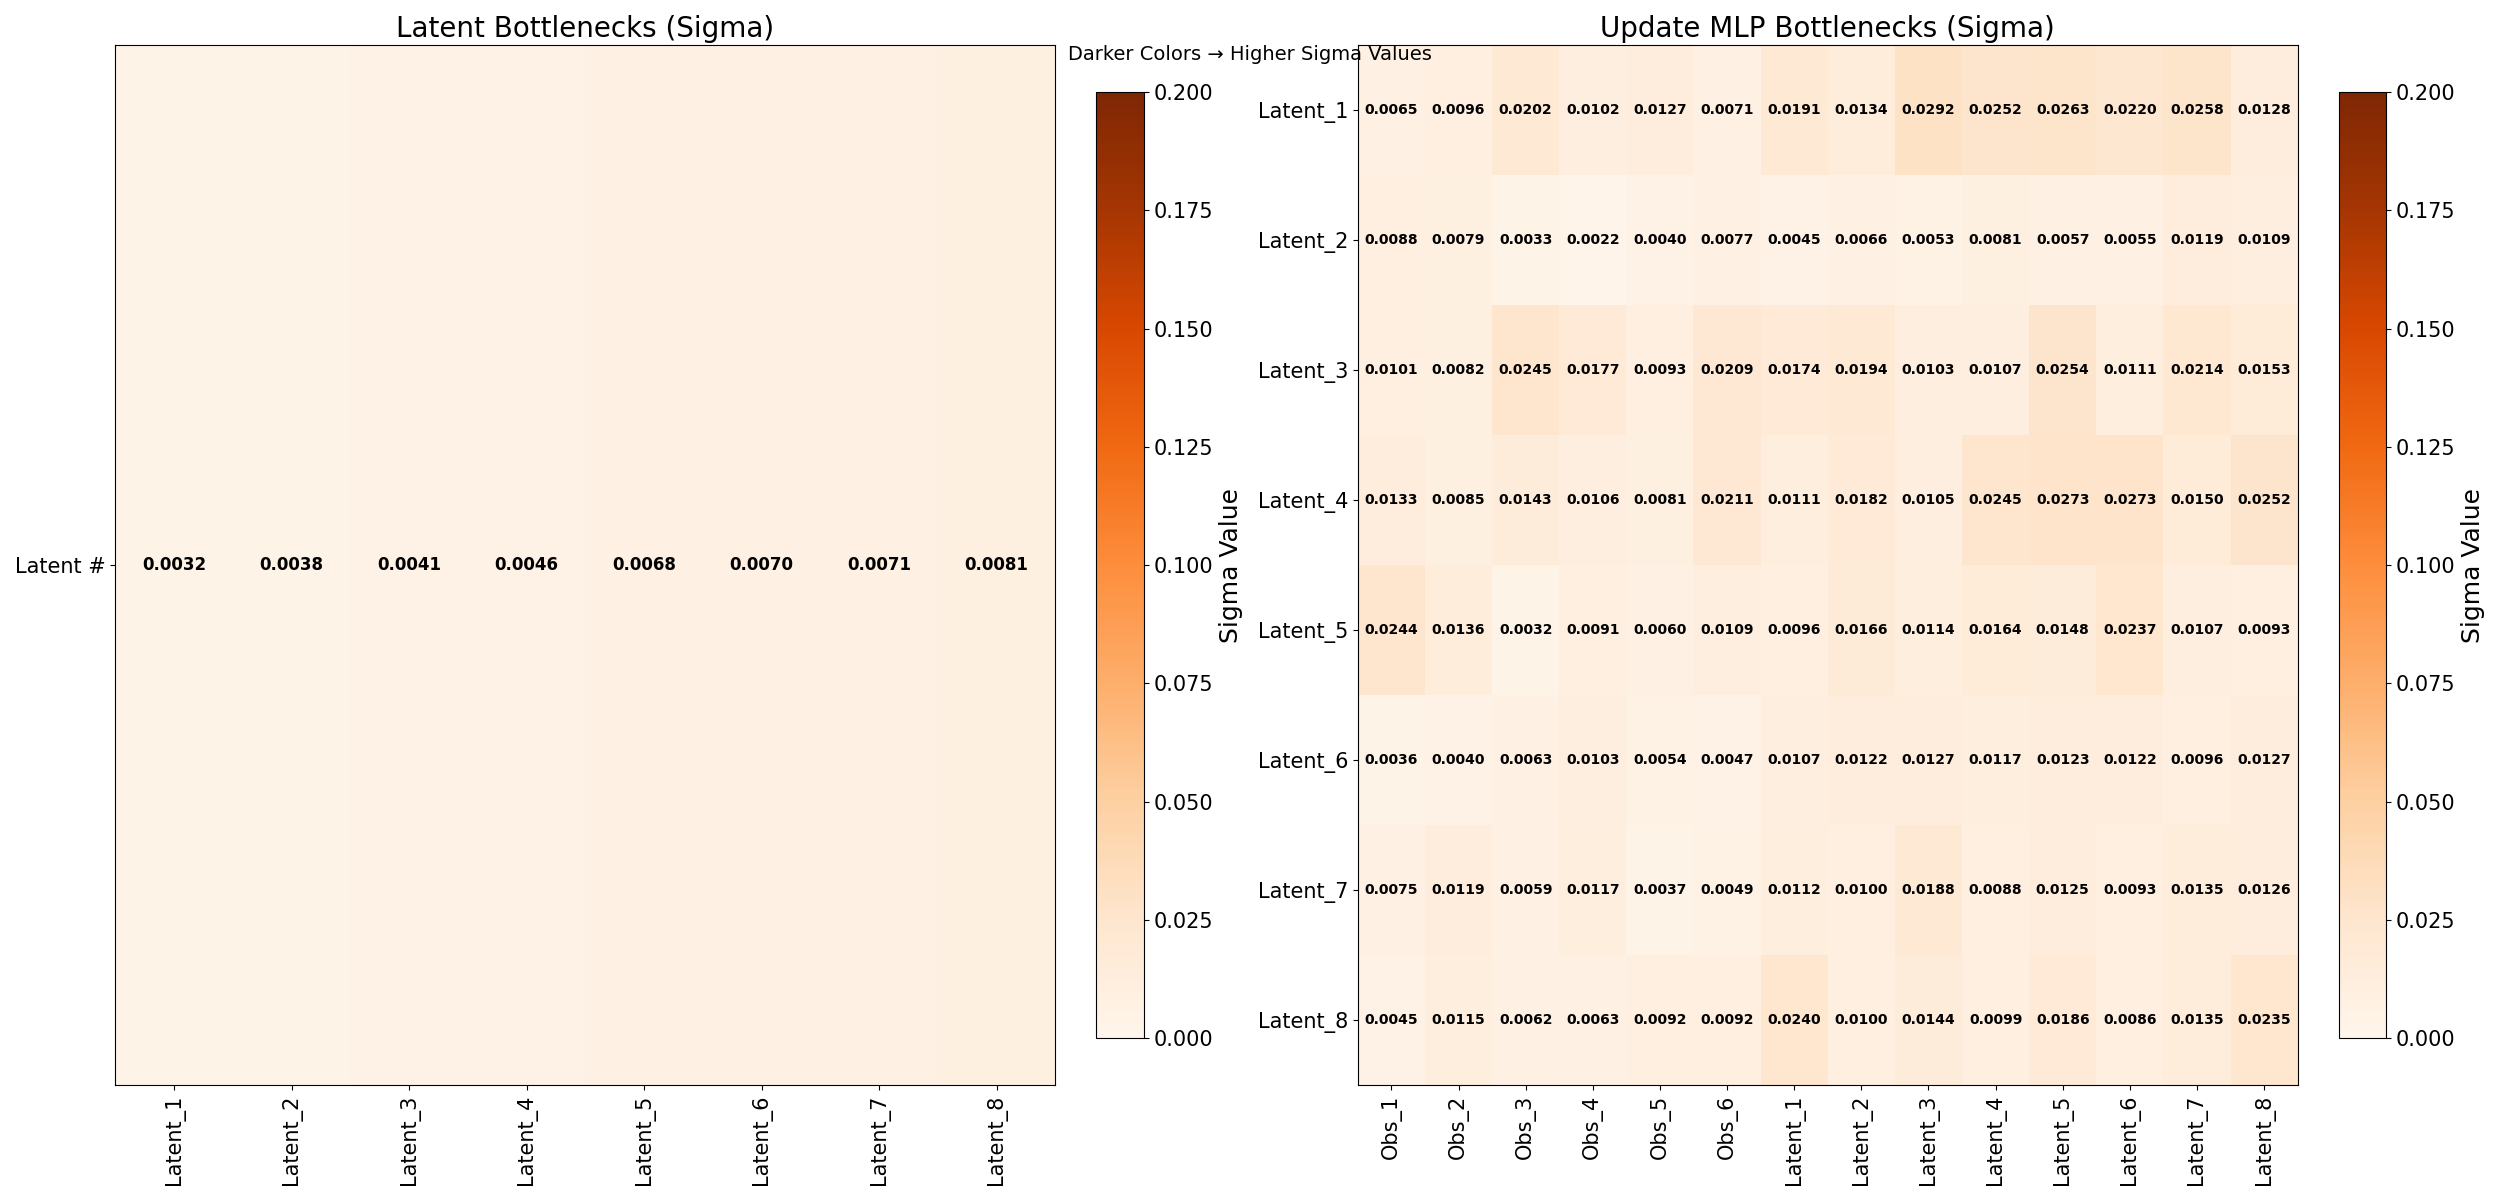 Latent Bottlenecks (Sigma)
Latent #
0.0032 0.0038 0.0041 0.0046 0.0068 0.0070 0.0071 0.0081
Latent_1 Latent_2 Latent_3 Latent_4 Latent_5 Latent_6 Latent_7 Latent_8
Darker Colors → Higher Sigma Values
0.200
0.175
0.150
0.125
0.100
0.075
0.050
0.025
0.000
Sigma Value
Update MLP Bottlenecks (Sigma)
Latent_1 0.0065 0.0096 0.0202 0.0102 0.0127 0.0071 0.0191 0.0134 0.0292 0.0252 0.0263 0.0220 0.0258 0.0128
Latent_2 0.0088 0.0079 0.0033 0.0022 0.0040 0.0077 0.0045 0.0066 0.0053 0.0081 0.0057 0.0055 0.0119 0.0109
Latent_3 0.0101 0.0082 0.0245 0.0177 0.0093 0.0209 0.0174 0.0194 0.0103 0.0107 0.0254 0.0111 0.0214 0.0153
Latent_4 0.0133 0.0085 0.0143 0.0106 0.0081 0.0211 0.0111 0.0182 0.0105 0.0245 0.0273 0.0273 0.0150 0.0252
Latent_5 0.0244 0.0136 0.0032 0.0091 0.0060 0.0109 0.0096 0.0166 0.0114 0.0164 0.0148 0.0237 0.0107 0.0093
Latent_6 0.0036 0.0040 0.0063 0.0103 0.0054 0.0047 0.0107 0.0122 0.0127 0.0117 0.0123 0.0122 0.0096 0.0127
Latent_7 0.0075 0.0119 0.0059 0.0117 0.0037 0.0049 0.0112 0.0100 0.0188 0.0088 0.0125 0.0093 0.0135 0.0126
Latent_8 0.0045 0.0115 0.0062 0.0063 0.0092 0.0092 0.0240 0.0100 0.0144 0.0099 0.0186 0.0086 0.0135 0.0235
Obs_1 Obs_2 Obs_3 Obs_4 Obs_5 Obs_6 Latent_1 Latent_2 Latent_3 Latent_4 Latent_5 Latent_6 Latent_7 Latent_8
0.200
0.175
0.150
0.125
0.100
0.075
0.050
0.025
0.000
Sigma Value